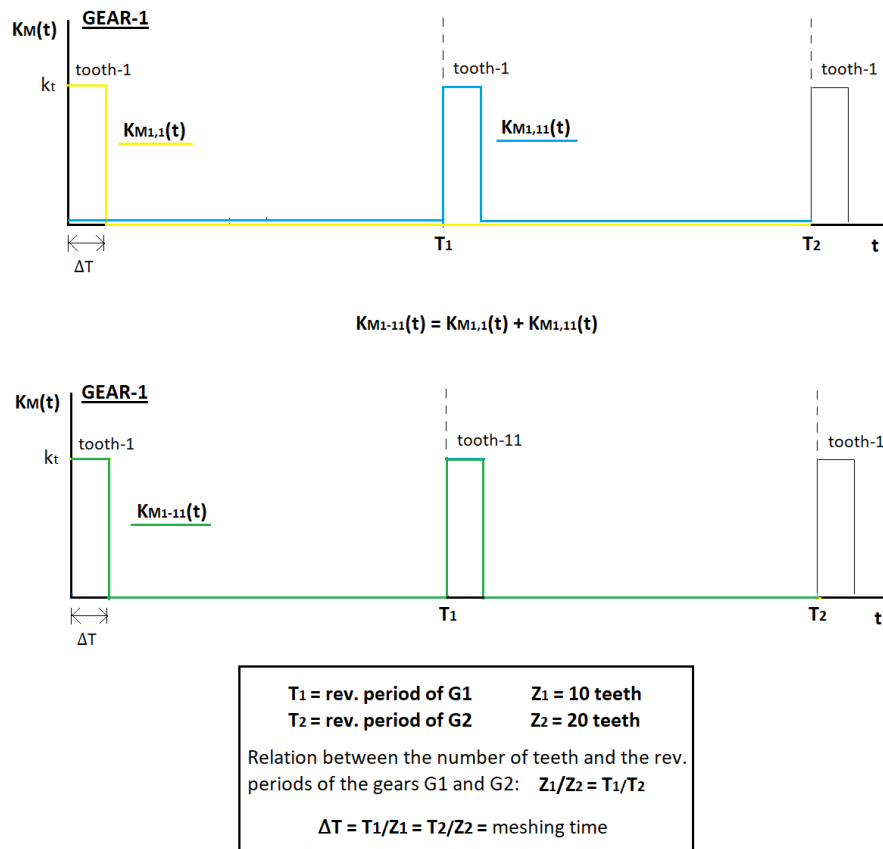 KM(t) GEAR-1
tooth-1 tooth-1 tooth-1
kt
KM1,1(t) KM1,11(t)
T1 T2 t
ΔT
KM1-11(t) = KM1,1(t) + KM1,11(t)
KM(t) GEAR-1
tooth-1 tooth-11 tooth-1
kt
KM1-11(t)
T1 T2 t
ΔT
T1 = rev. period of G1 Z1 = 10 teeth
T2 = rev. period of G2 Z2 = 20 teeth
Relation between the number of teeth and the rev.
periods of the gears G1 and G2: Z1/Z2 = T1/T2
ΔT = T1/Z1 = T2/Z2 = meshing time